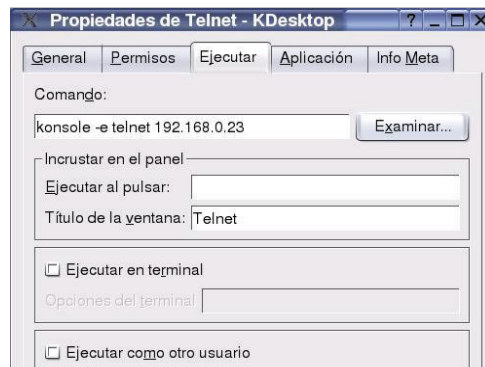 Propiedades de Telnet - KDesktop
General Permisos Ejecutar Aplicación Info Meta
Comando:
konsole -e telnet 192.168.0.23 Examinar...
Incrustar en el panel
Ejecutar al pulsar:
Título de la ventana: Telnet
Ejecutar en terminal
Opciones del terminal
Ejecutar como otro usuario